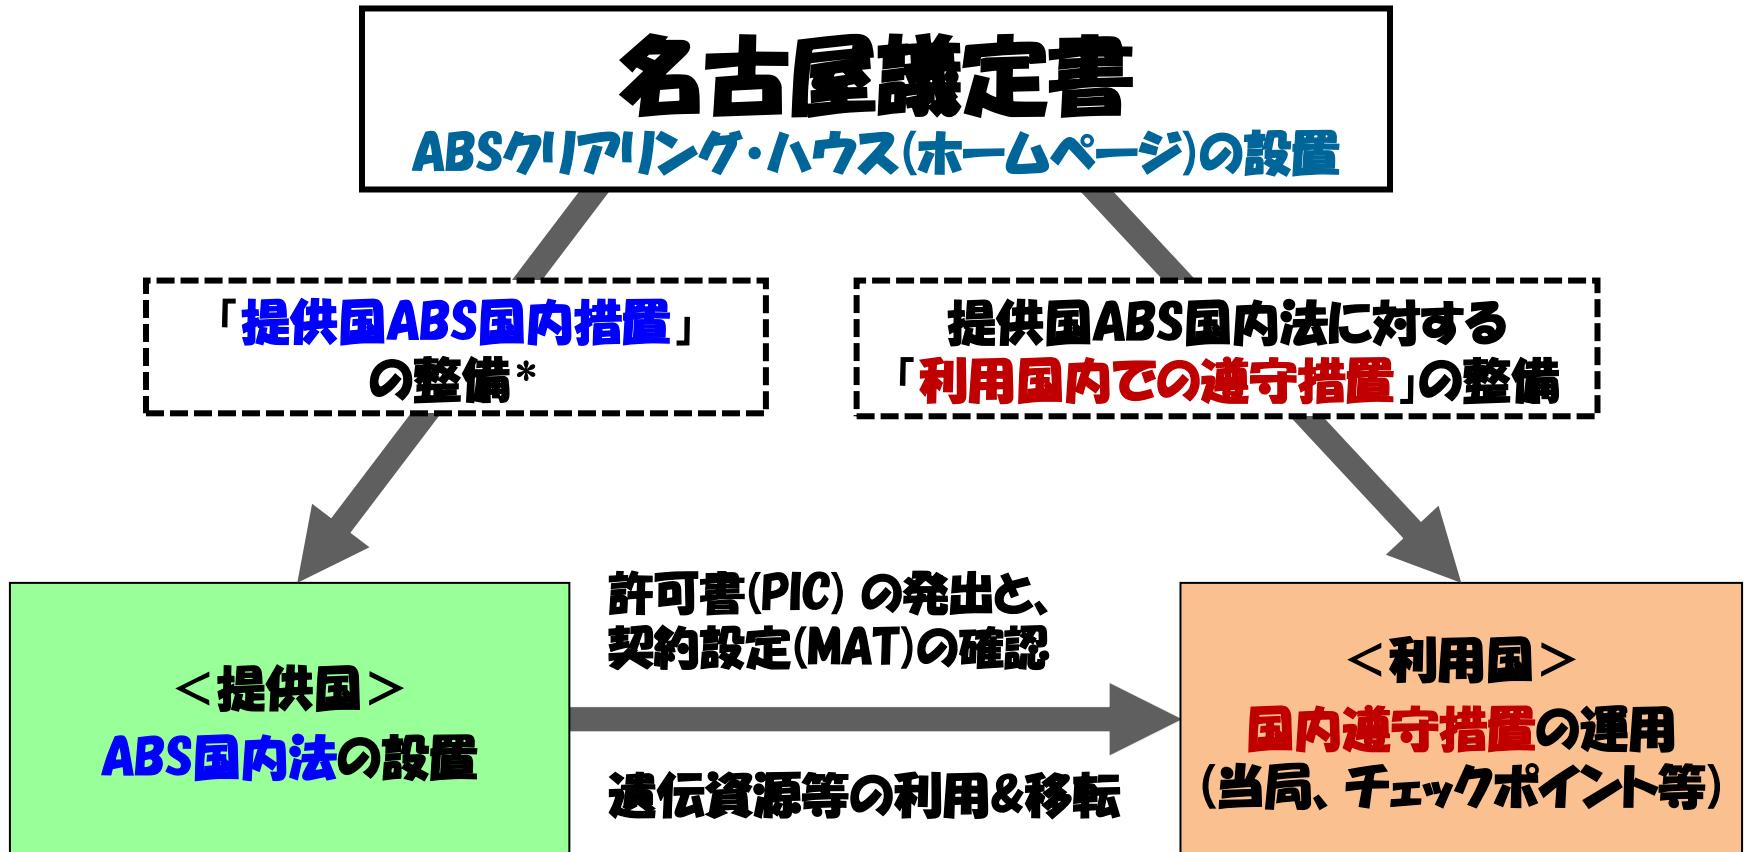 名古屋議定書
ABSクリアリング・ハウス(ホームページ)の設置
「提供国ABS国内措置」
の整備*
提供国ABS国内法に対する
「利用国内での遵守措置」の整備
許可書(PIC) の発出と、
契約設定(MAT)の確認
＜提供国＞
ABS国内法の設置
遺伝資源等の利用&移転
＜利用国＞
国内遵守措置の運用
(当局、チェックポイント等)